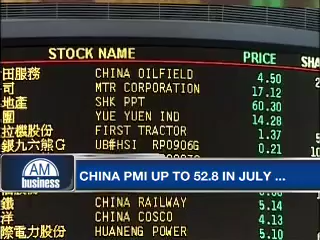 STOCK NAME PRICE SHA
田服務 CHINA OILFIELD 4.50
司 MTR CORPORATION 17.12
地產 SHK PPT 60.30
團 YUE YUEN IND 14.28
拉機股份 FIRST TRACTOR 1.37
銀九六熊G UB#HSI RP0906G 0.21
AM business
CHINA PMI UP TO 52.8 IN JULY ...
鐵 CHINA RAILWAY 5.14
洋 CHINA COSCO 4.13
際電力股份 HUANENG POWER 5.10